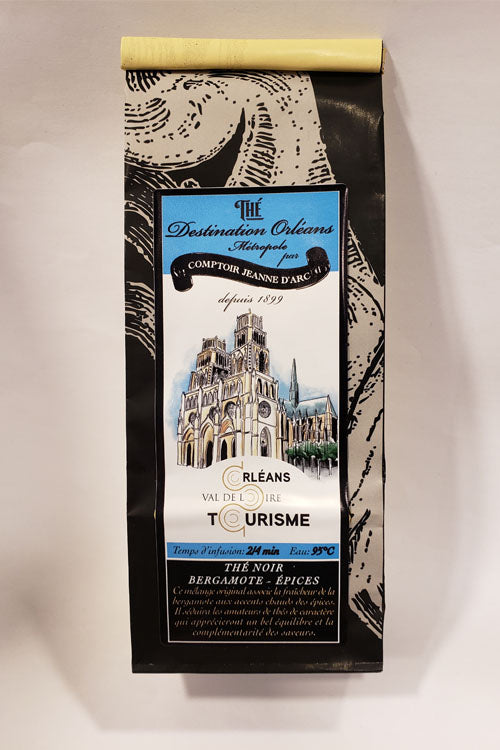 THÉ
Destination Orléans
Métropole
par
COMPTOIR JEANNE D'ARC
depuis 1899
ORLÉANS
VAL DE LOIRE
TOURISME
Temps d'infusion: 2/4 min Eau: 95°C
THÉ NOIR
BERGAMOTE - ÉPICES
Ce mélange original associe la fraîcheur de la
bergamote aux accents chauds des épices.
Il séduira les amateurs de thés de caractère
qui apprécieront un bel équilibre et la
complémentarité des saveurs.